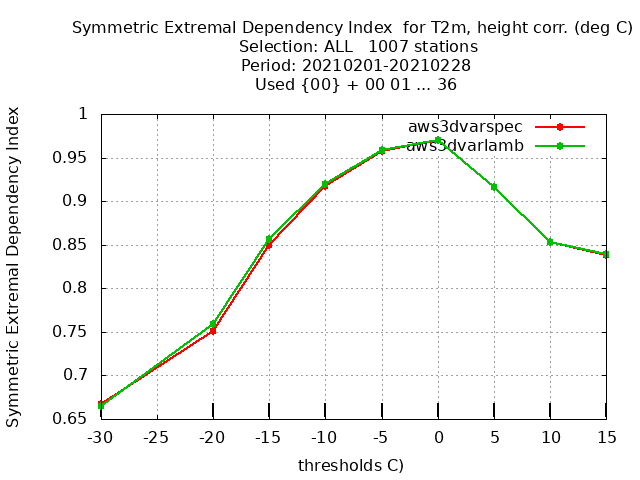 Symmetric Extremal Dependency Index  for T2m, height corr. (deg C)
Selection: ALL   1007 stations
Period: 20210201-20210228
Used {00} + 00 01 ... 36
Symmetric Extremal Dependency Index
1
0.95
0.9
0.85
0.8
0.75
0.7
0.65
aws3dvarspec
aws3dvarlamb
-30 -25 -20 -15 -10 -5 0 5 10 15
thresholds C)